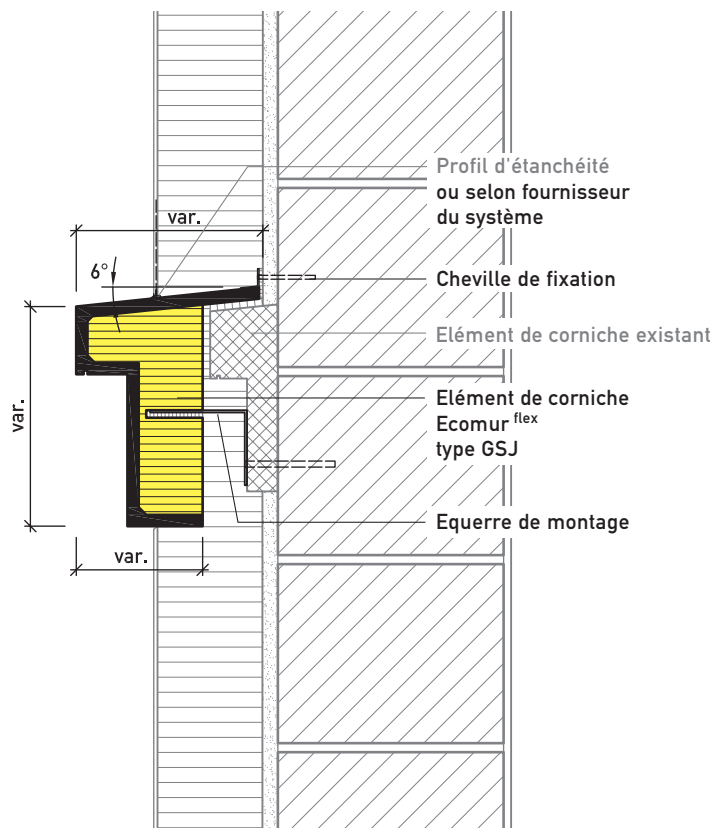 Profil d'étanchéité
ou selon fournisseur
du système
var.
6°
Cheville de fixation
Elément de corniche existant
Elément de corniche
Ecomur flex
type GSJ
var.
Equerre de montage
var.